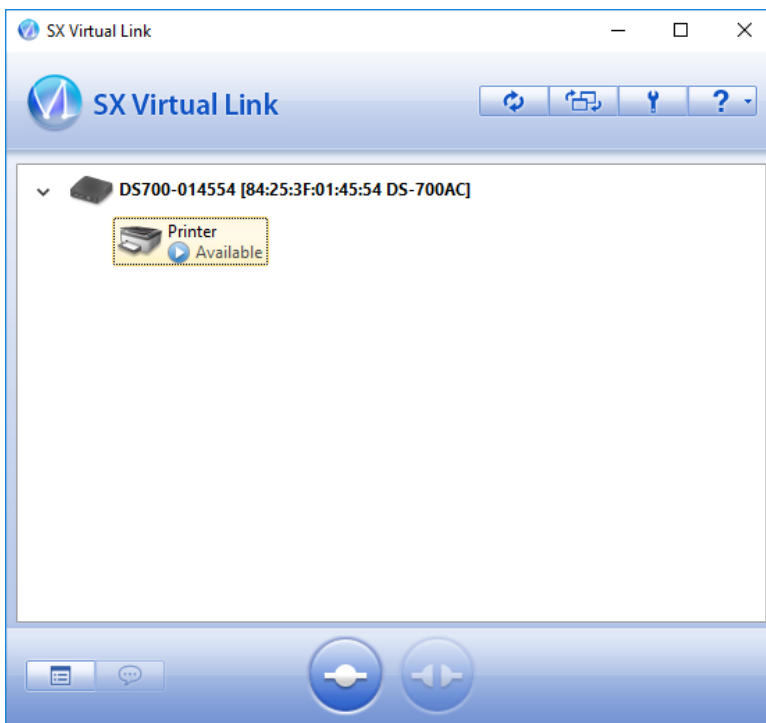 SX Virtual Link
SX Virtual Link
?
DS700-014554 [84:25:3F:01:45:54 DS-700AC]
Printer
Available